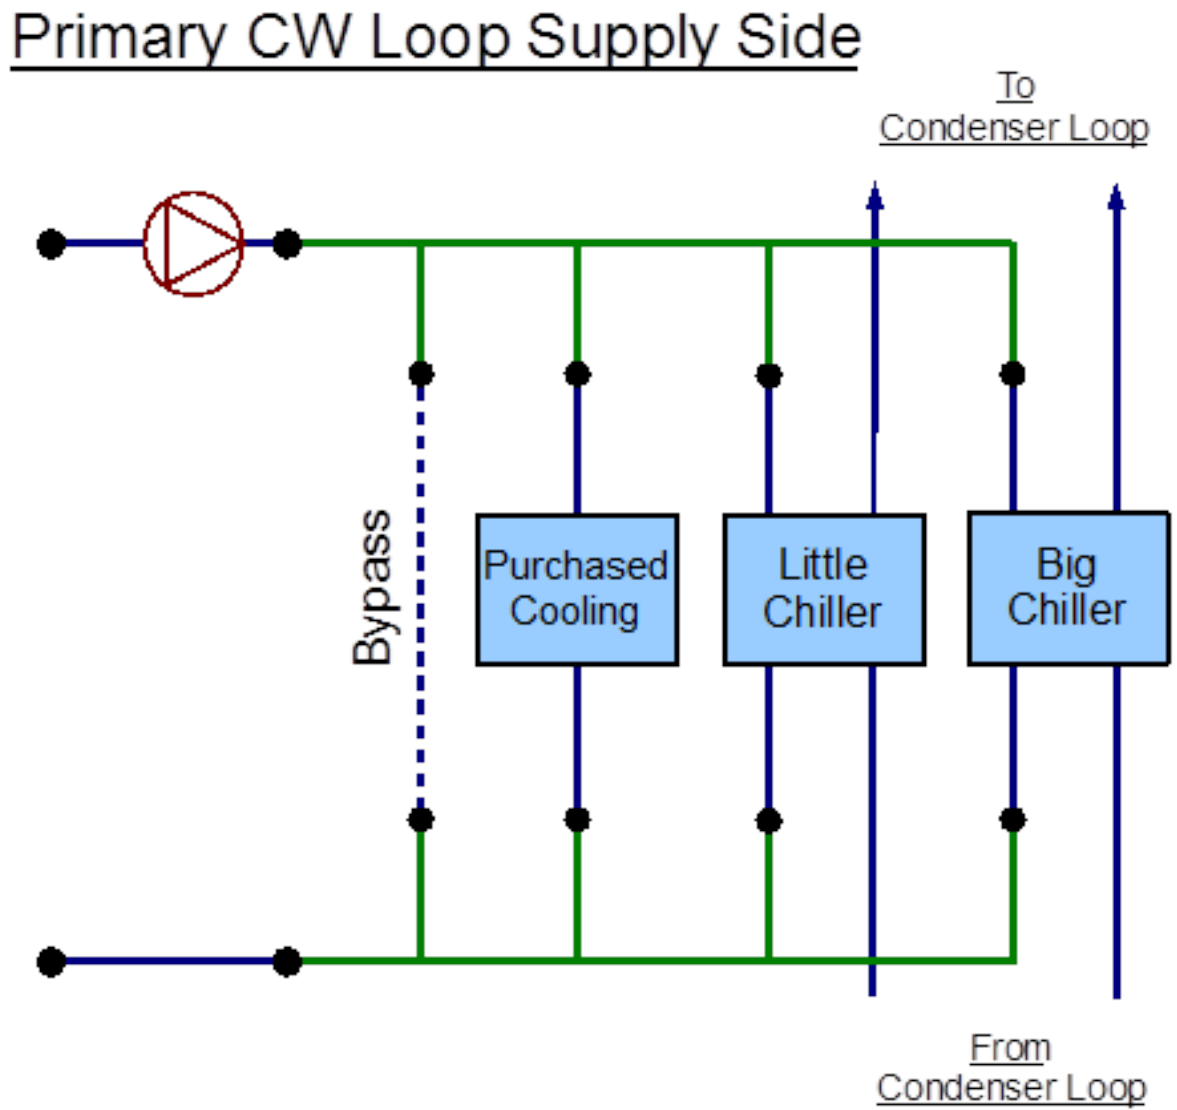 Primary CW Loop Supply Side
To
Condenser Loop
Bypass
Purchased
Cooling
Little
Chiller
Big
Chiller
From
Condenser Loop